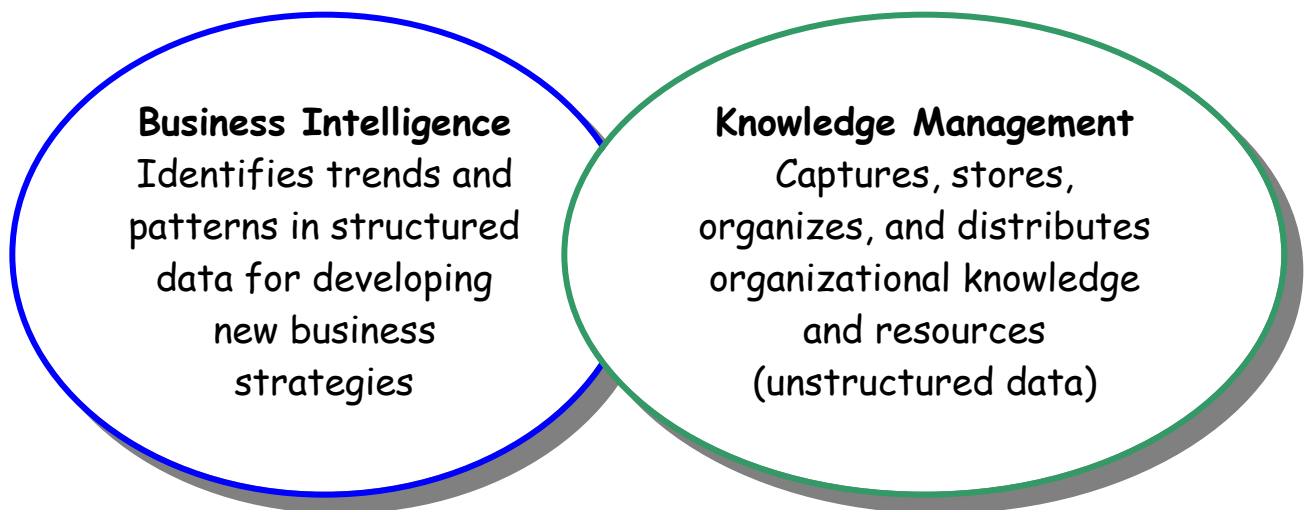 Business Intelligence
Identifies trends and
patterns in structured
data for developing
new business
strategies
Knowledge Management
Captures, stores,
organizes, and distributes
organizational knowledge
and resources
(unstructured data)